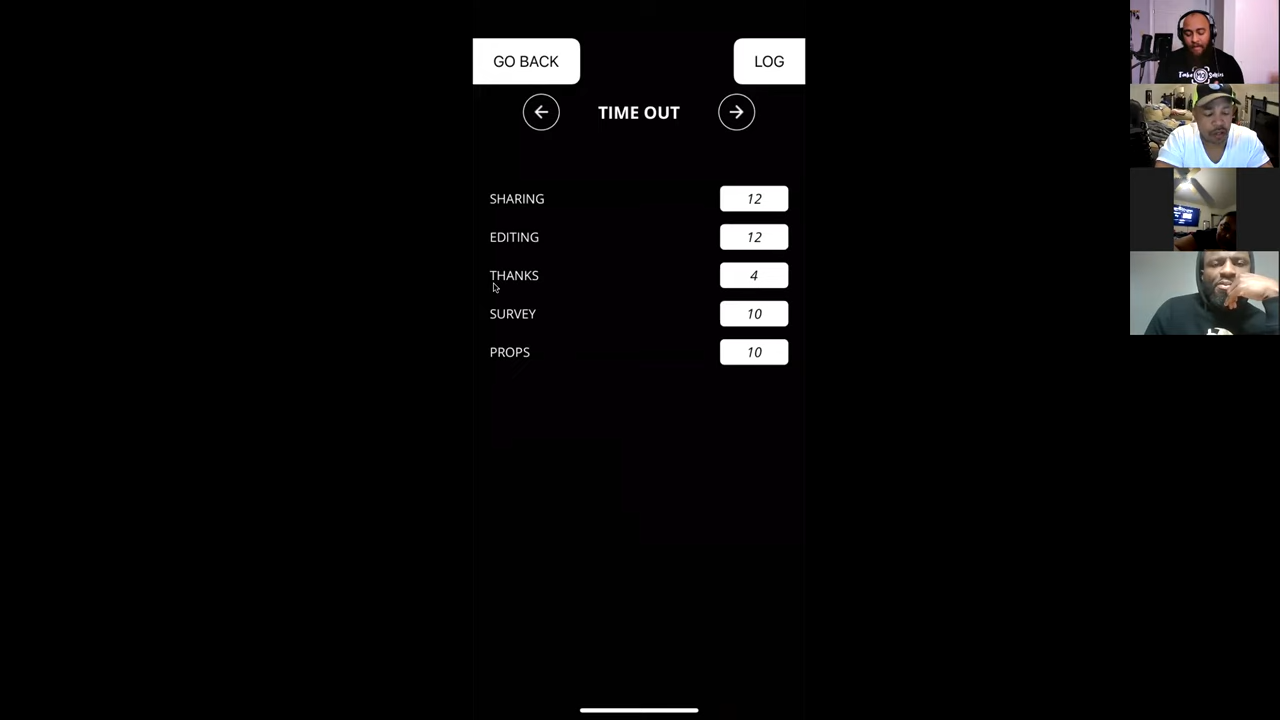 GO BACK
LOG
TIME OUT
SHARING 12
EDITING 12
THANKS 4
SURVEY 10
PROPS 10